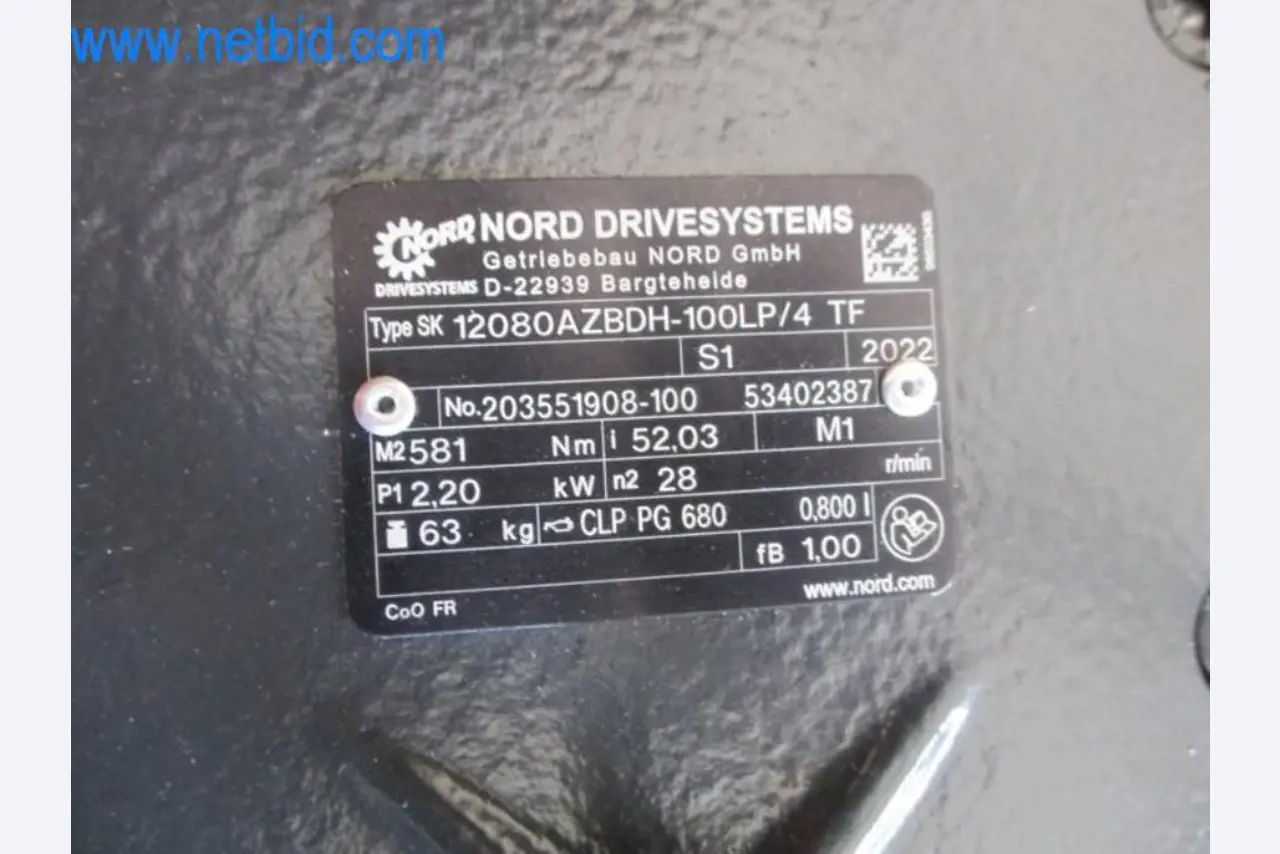 www.netbid.com
NORD NORD DRIVESYSTEMS
Getriebebau NORD GmbH
DRIVESYSTEMS D-22939 Bargteheide
Type SK 12080AZBDH-100LP/4 TF
S1 2022
No. 203551908-100 53402387
M2 581 Nm i 52,03 M1
P1 2,20 kW n2 28 r/min
63 kg CLP PG 680 0,800 l
fB 1,00
www.nord.com
CoO FR